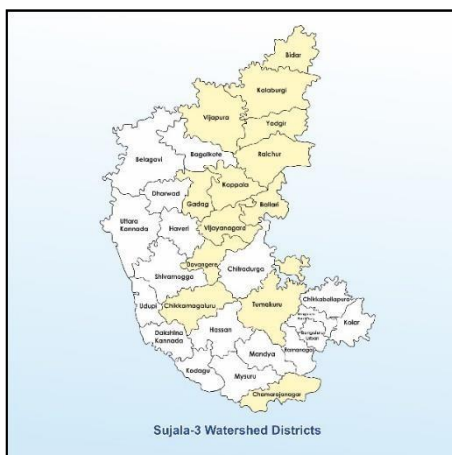 Bidar
Kalaburgi
Vijapura
Yadgir
Belagavi
Bagalkote
Raichur
Koppala
Dharwad
Gadag
Ballari
Uttara
Kannada
Haveri
Vijayanagara
Davangere
Chitradurga
Shivamogga
Chikkaballapura
Udupi
Chikkamagaluru
Tumakuru
Kolar
Hassan
Dakshina
Kannada
Mandya
Ramanagar
Kodagu
Mysuru
Chamarajanagar
Sujala-3 Watershed Districts